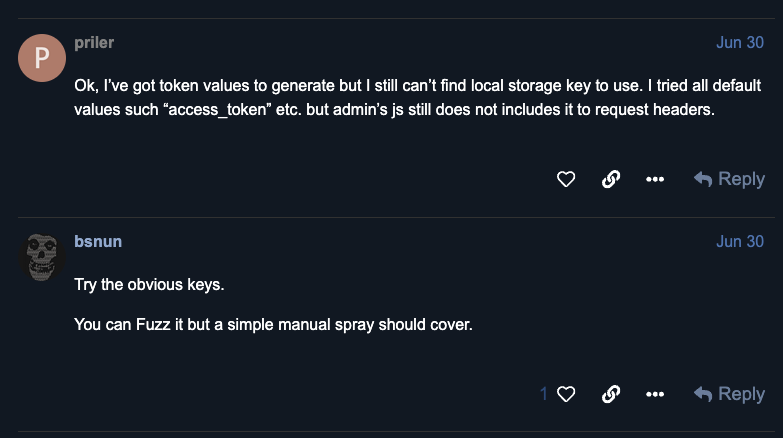 P
priler
Jun 30
Ok, I’ve got token values to generate but I still can’t find local storage key to use. I tried all default
values such “access_token” etc. but admin’s js still does not includes it to request headers.
Reply
bsnun
Jun 30
Try the obvious keys.
You can Fuzz it but a simple manual spray should cover.
1
Reply